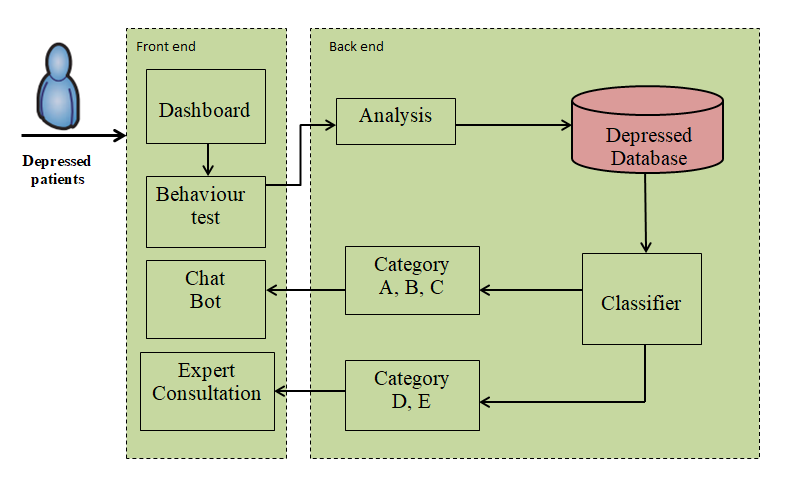 Front end
Back end
Depressed
patients
Dashboard
Behaviour
test
Chat
Bot
Expert
Consultation
Analysis
Depressed
Database
Category
A, B, C
Classifier
Category
D, E